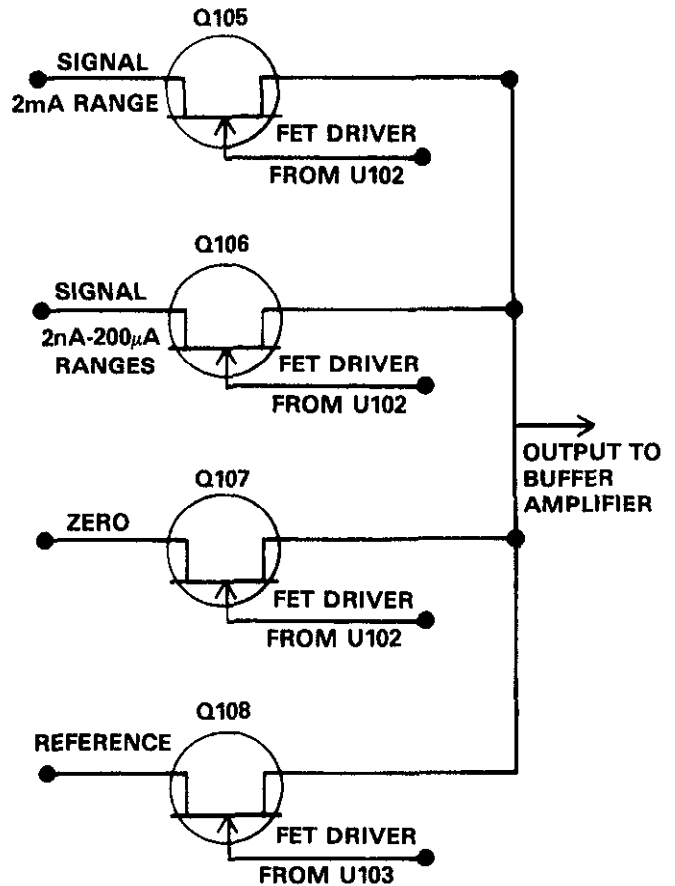 Q105
SIGNAL
2mA RANGE
FET DRIVER
FROM U102
Q106
SIGNAL
2nA-200μA
RANGES
FET DRIVER
FROM U102
OUTPUT TO
BUFFER
AMPLIFIER
Q107
ZERO
FET DRIVER
FROM U102
Q108
REFERENCE
FET DRIVER
FROM U103